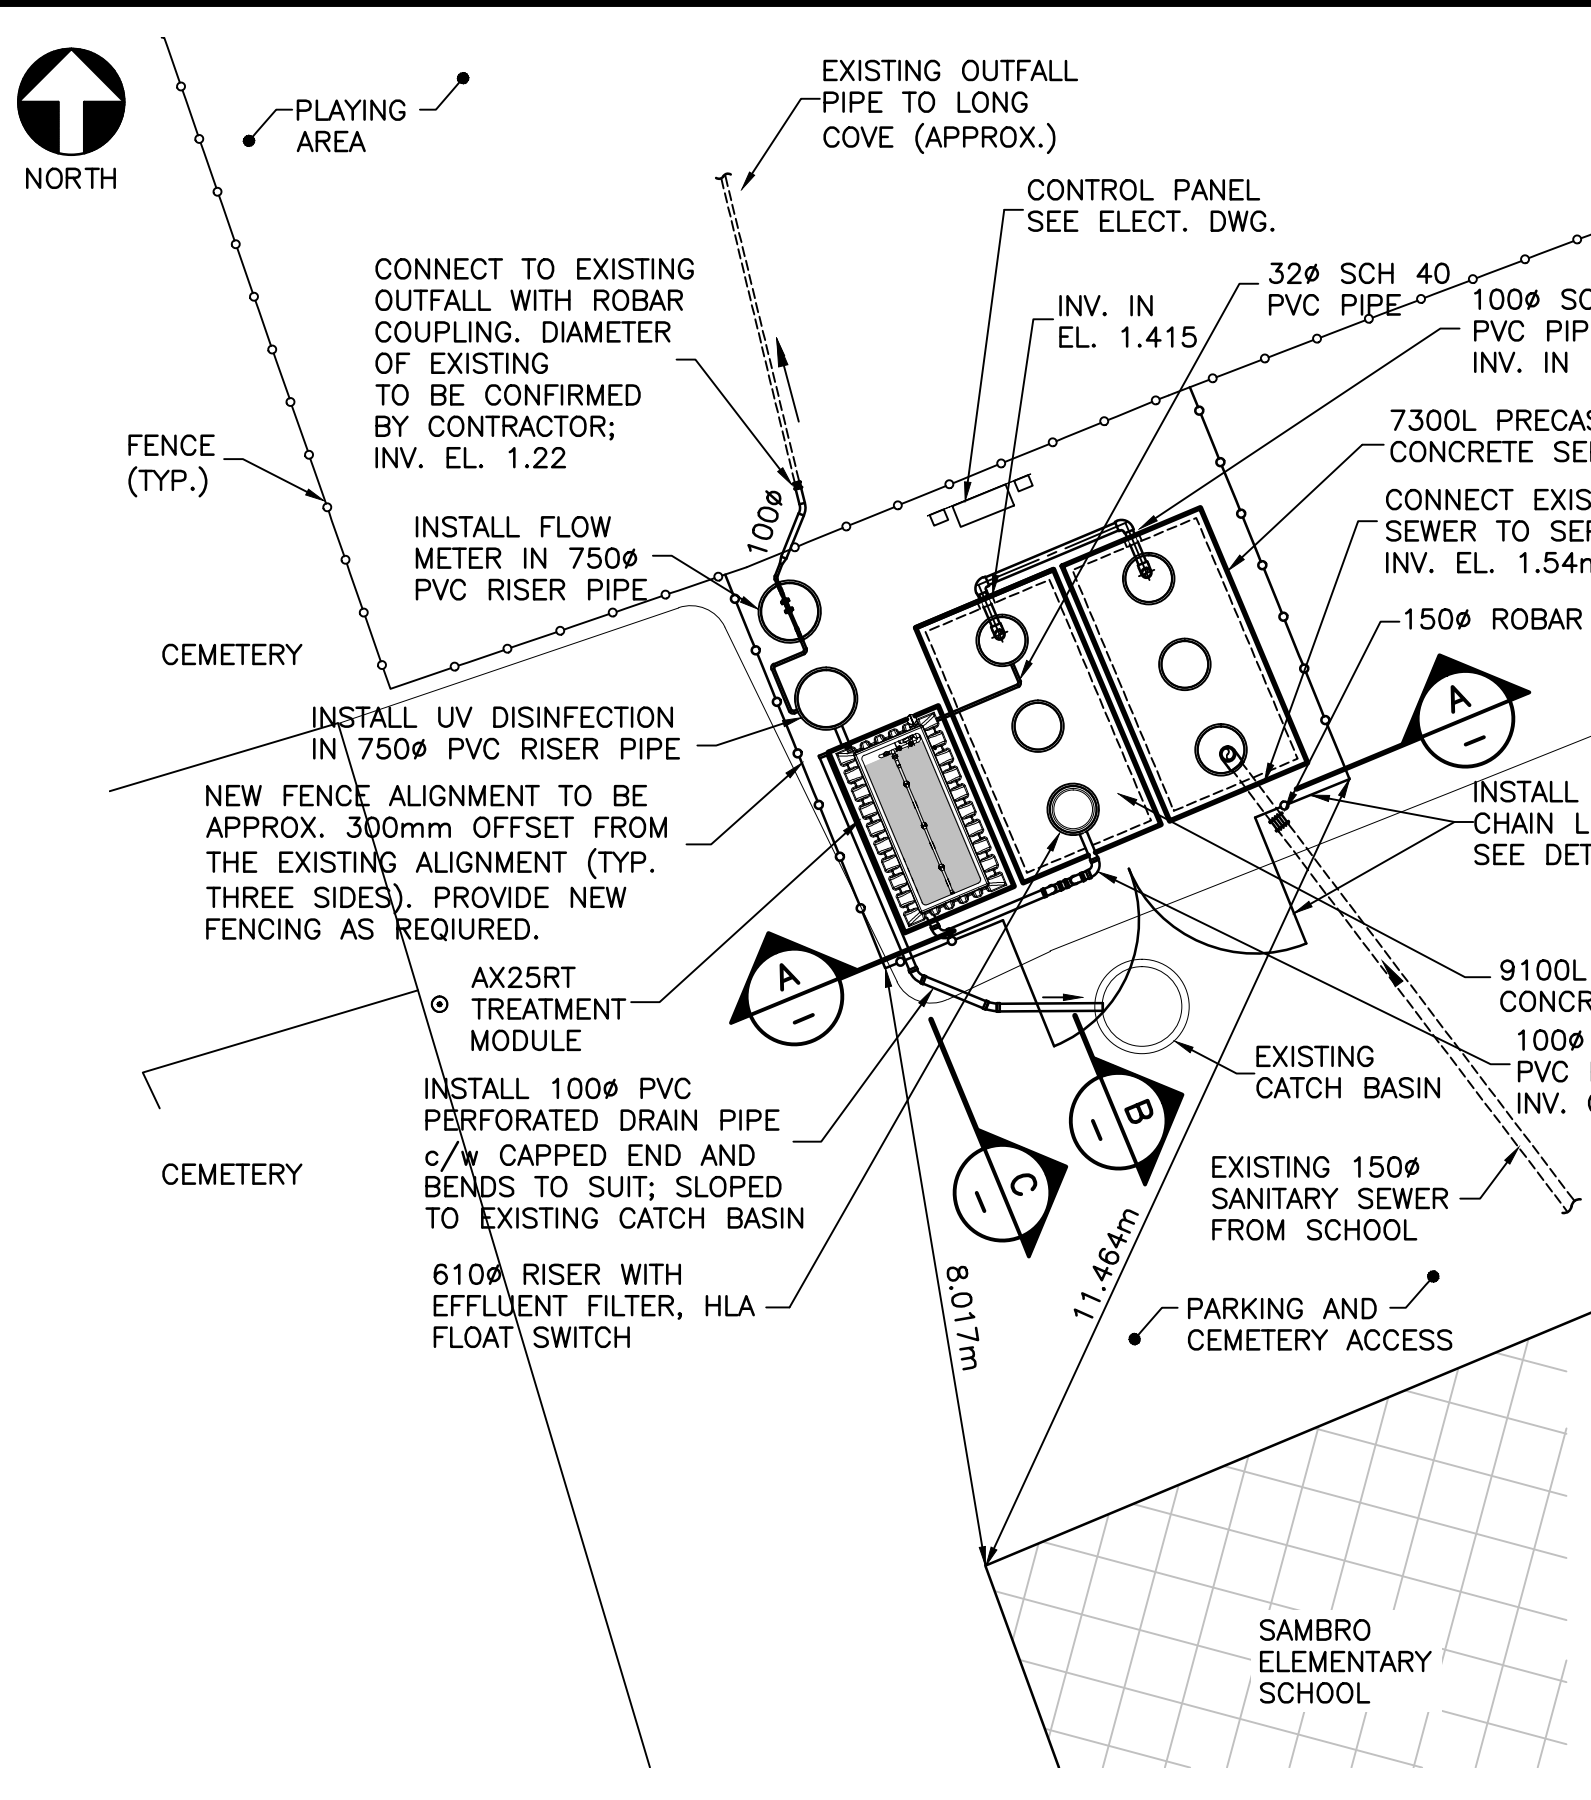 NORTH
PLAYING
AREA
EXISTING OUTFALL
PIPE TO LONG
COVE (APPROX.)
CONTROL PANEL
SEE ELECT. DWG.
CONNECT TO EXISTING
OUTFALL WITH ROBAR
COUPLING. DIAMETER
OF EXISTING
TO BE CONFIRMED
BY CONTRACTOR;
INV. EL. 1.22
INV. IN
EL. 1.415
32ø SCH 40
PVC PIPE
100ø SC
PVC PIP
INV. IN
7300L PRECAS
CONCRETE SE
FENCE
(TYP.)
100ø
CONNECT EXIS
SEWER TO SEP
INV. EL. 1.54m
INSTALL FLOW
METER IN 750ø
PVC RISER PIPE
150ø ROBAR
CEMETERY
A
INSTALL UV DISINFECTION
IN 750ø PVC RISER PIPE
NEW FENCE ALIGNMENT TO BE
APPROX. 300mm OFFSET FROM
THE EXISTING ALIGNMENT (TYP.
THREE SIDES). PROVIDE NEW
FENCING AS REQIURED.
INSTALL
CHAIN L
SEE DET
A
AX25RT
TREATMENT
MODULE
9100L
CONCR
100ø
PVC
INV.
EXISTING
CATCH BASIN
B
C
INSTALL 100ø PVC
PERFORATED DRAIN PIPE
c/w CAPPED END AND
BENDS TO SUIT; SLOPED
TO EXISTING CATCH BASIN
CEMETERY
EXISTING 150ø
SANITARY SEWER
FROM SCHOOL
610ø RISER WITH
EFFLUENT FILTER, HLA
FLOAT SWITCH
8.017m
11.464m
PARKING AND
CEMETERY ACCESS
SAMBRO
ELEMENTARY
SCHOOL